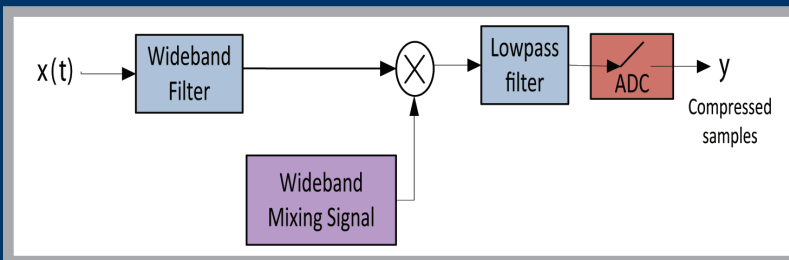 x(t)
Wideband
Filter
Lowpass
filter
ADC
y
Compressed
samples
Wideband
Mixing Signal